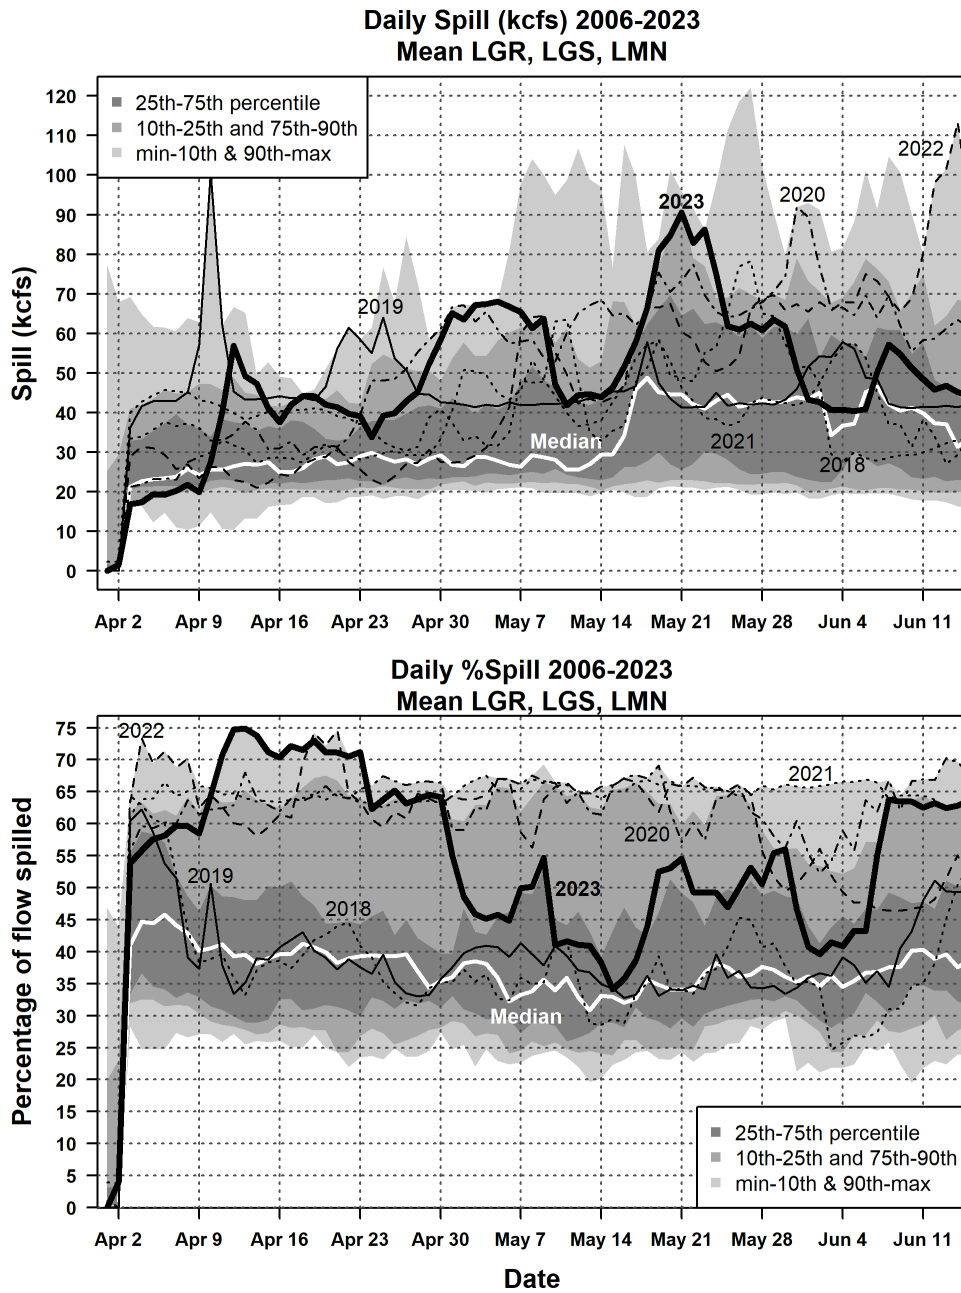 Daily Spill (kcfs) 2006-2023
Mean LGR, LGS, LMN
Spill (kcfs)
120
110
100
90
80
70
60
50
40
30
20
10
0
25th-75th percentile
10th-25th and 75th-90th
min-10th & 90th-max
2022
2020
2023
2019
Median
2021
2018
Apr 2 Apr 9 Apr 16 Apr 23 Apr 30 May 7 May 14 May 21 May 28 Jun 4 Jun 11
Daily %Spill 2006-2023
Mean LGR, LGS, LMN
Percentage of flow spilled
75
70
65
60
55
50
45
40
35
30
25
20
15
10
5
0
2022
2021
2020
2019
2023
2018
Median
25th-75th percentile
10th-25th and 75th-90th
min-10th & 90th-max
Apr 2 Apr 9 Apr 16 Apr 23 Apr 30 May 7 May 14 May 21 May 28 Jun 4 Jun 11
Date